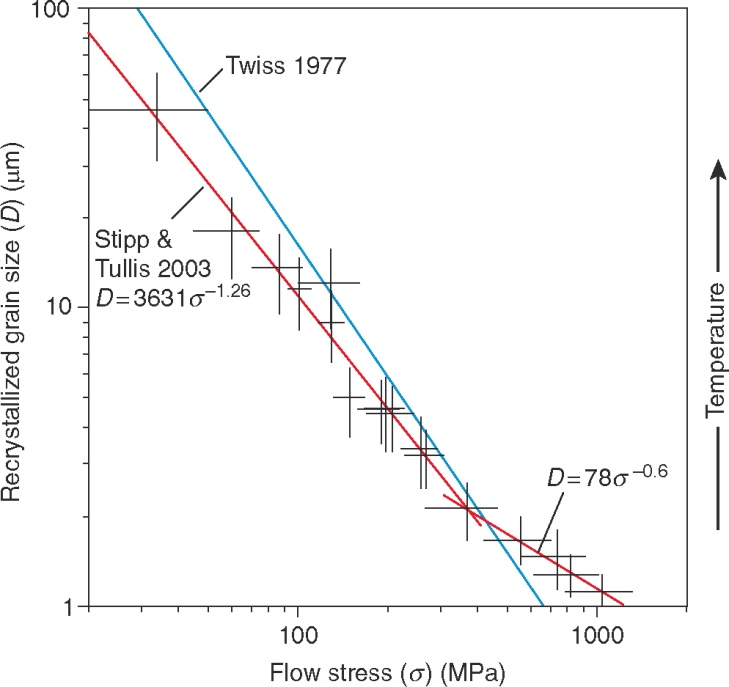 100
Twiss 1977
Stipp &
Tullis 2003
D=3631σ−1.26
10
D=78σ−0.6
1
100
1000
Flow stress (σ) (MPa)
Recrystallized grain size (D) (μm)
Temperature